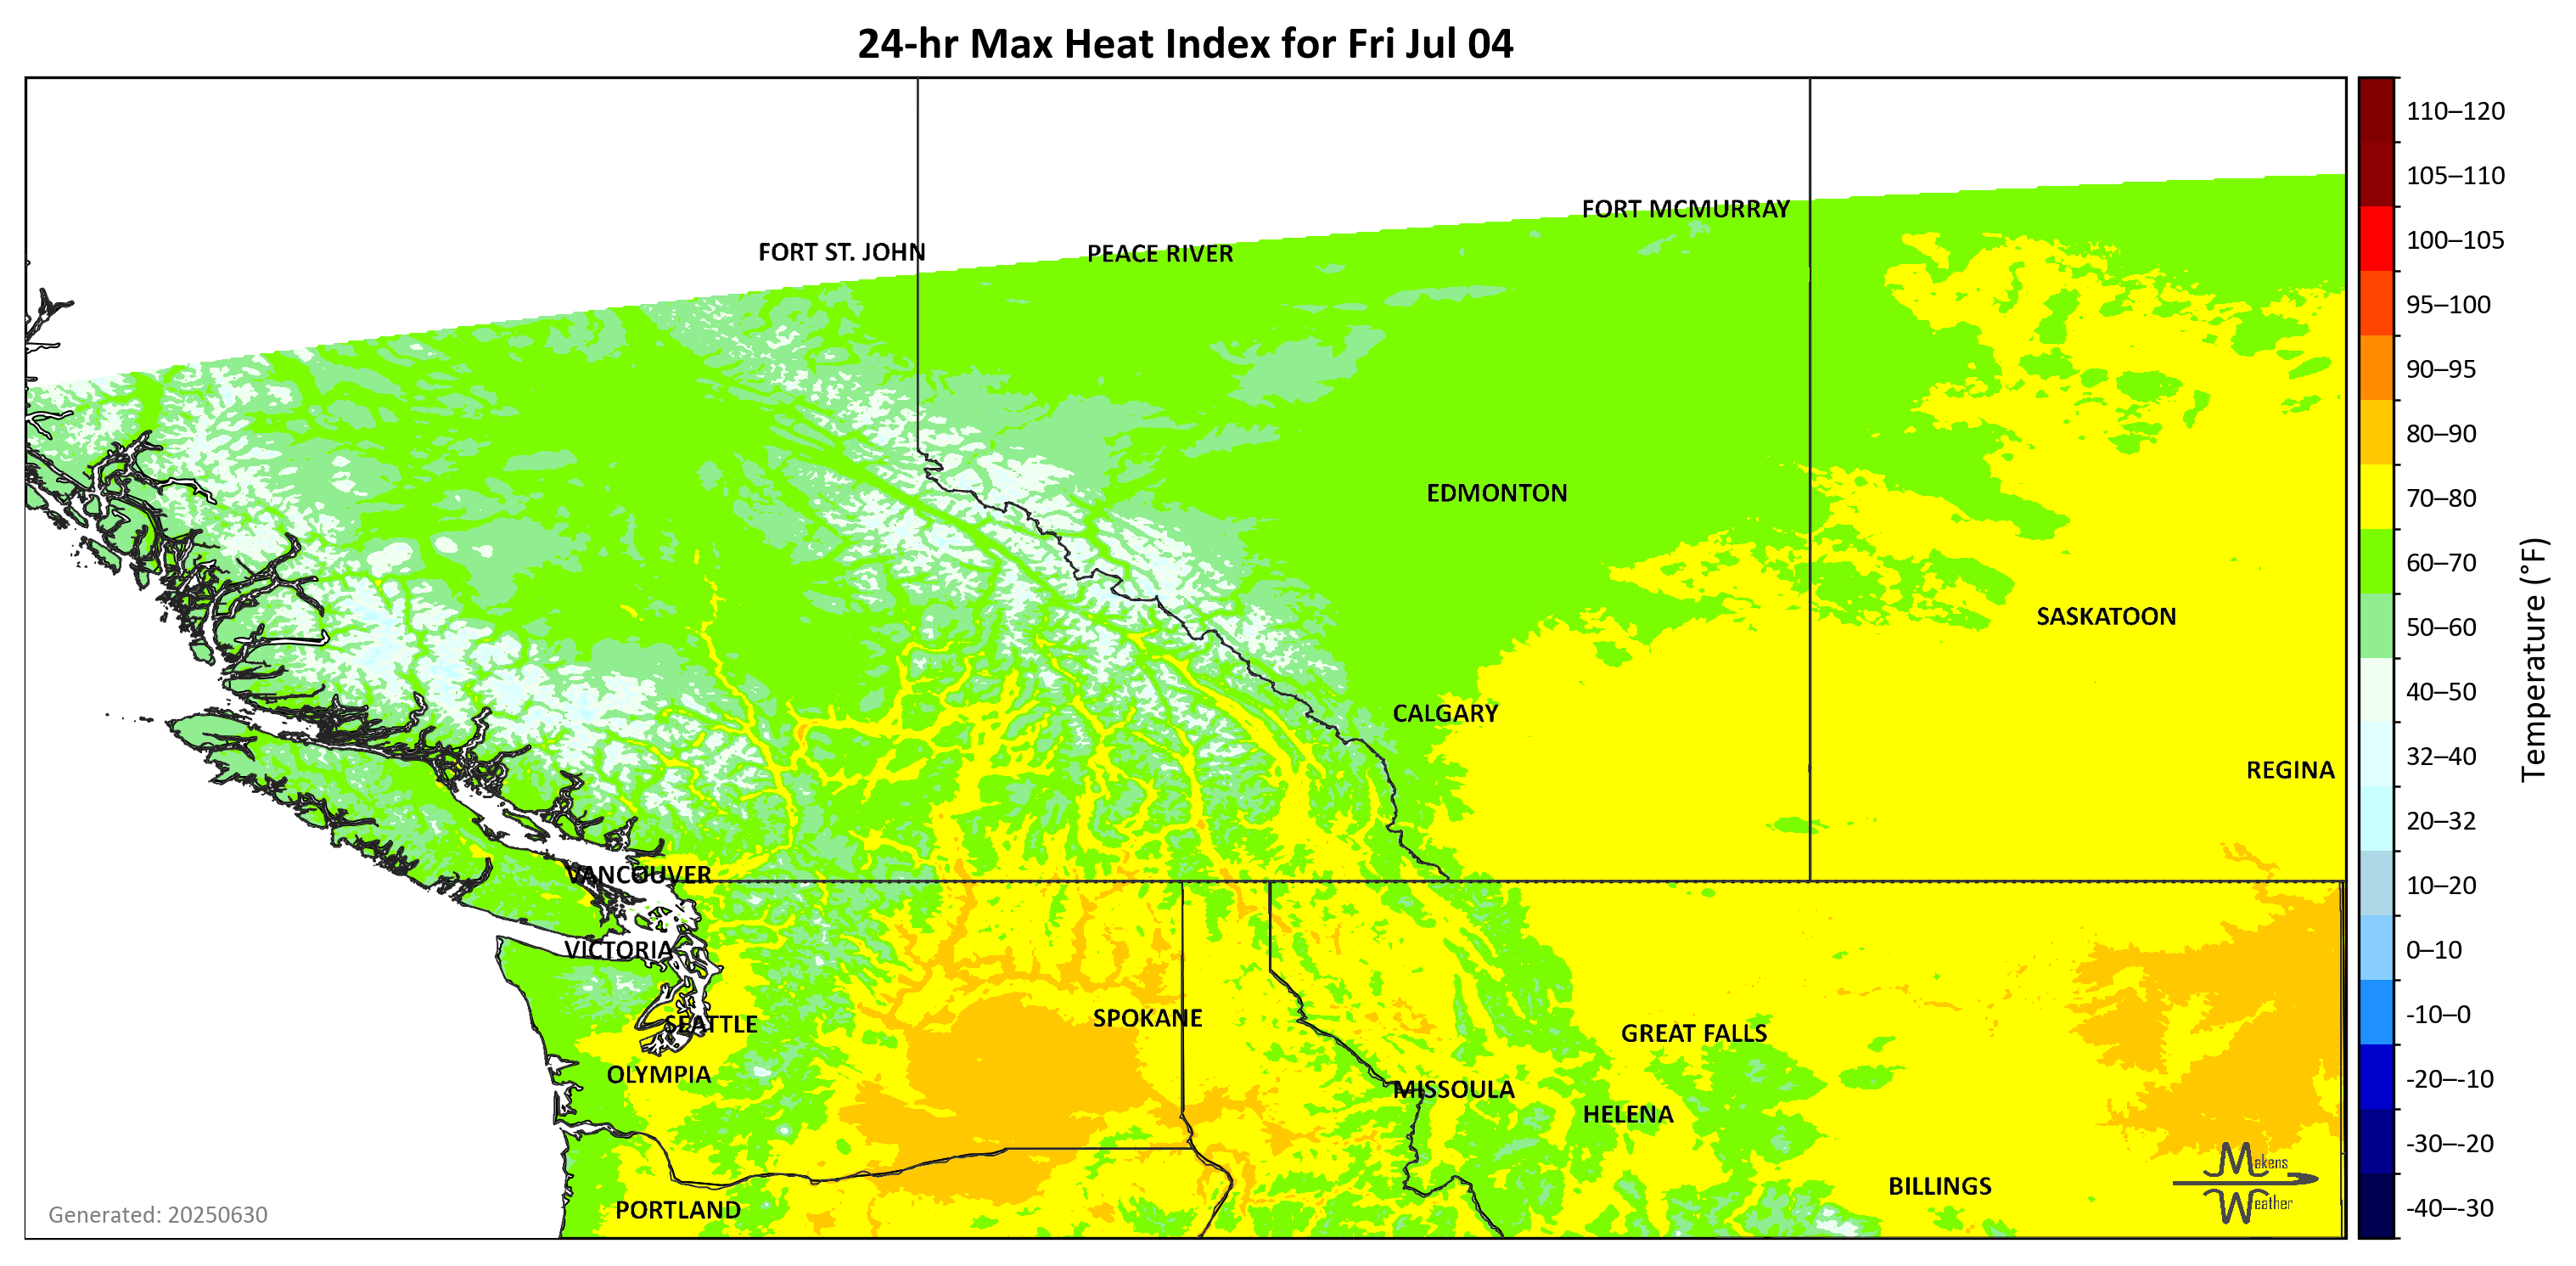 24-hr Max Heat Index for Fri Jul 04
FORT MCMURRAY
FORT ST. JOHN
PEACE RIVER
EDMONTON
SASKATOON
CALGARY
REGINA
VANCOUVER
VICTORIA
SEATTLE
SPOKANE
GREAT FALLS
OLYMPIA
MISSOULA
HELENA
BILLINGS
PORTLAND
Makens
Weather
Generated: 20250630
110–120
105–110
100–105
95–100
90–95
80–90
70–80
60–70
50–60
40–50
32–40
20–32
10–20
0–10
-10–0
-20–-10
-30–-20
-40–-30
Temperature (°F)